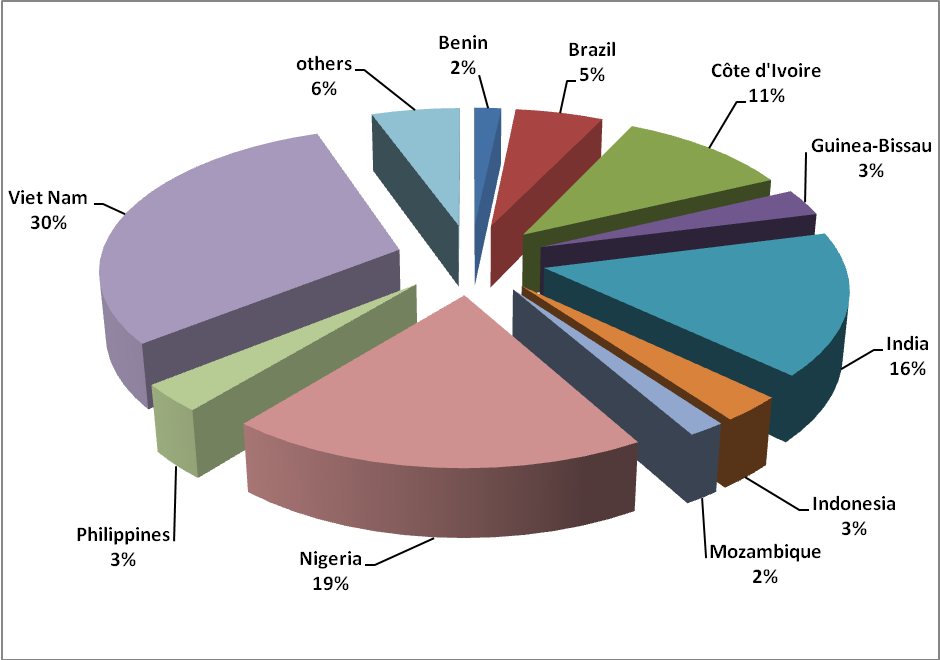 Benin
2%
Brazil
5%
Côte d'Ivoire
11%
Guinea-Bissau
3%
India
16%
Indonesia
3%
Mozambique
2%
Nigeria
19%
Philippines
3%
Viet Nam
30%
others
6%